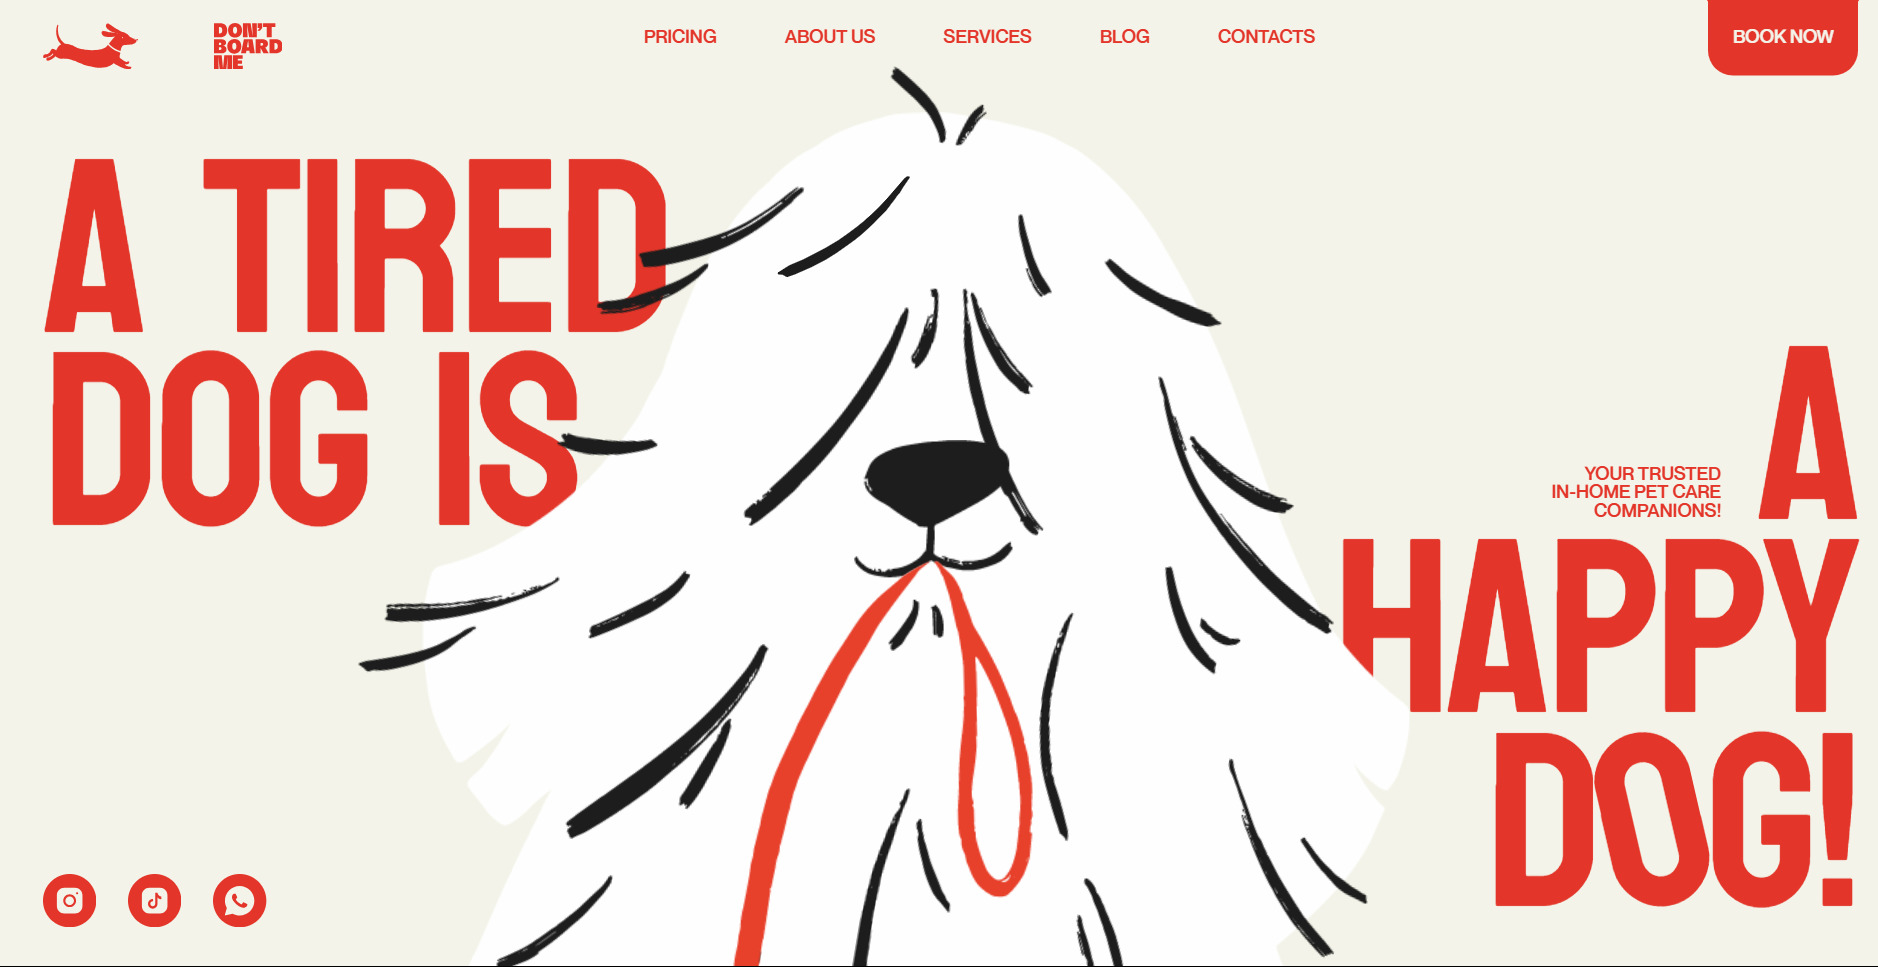 DON'T
BOARD
ME
PRICING
ABOUT US
SERVICES
BLOG
CONTACTS
BOOK NOW
A TIRED
DOG IS
A
HAPPY
DOG!
YOUR TRUSTED
IN-HOME PET CARE
COMPANIONS!